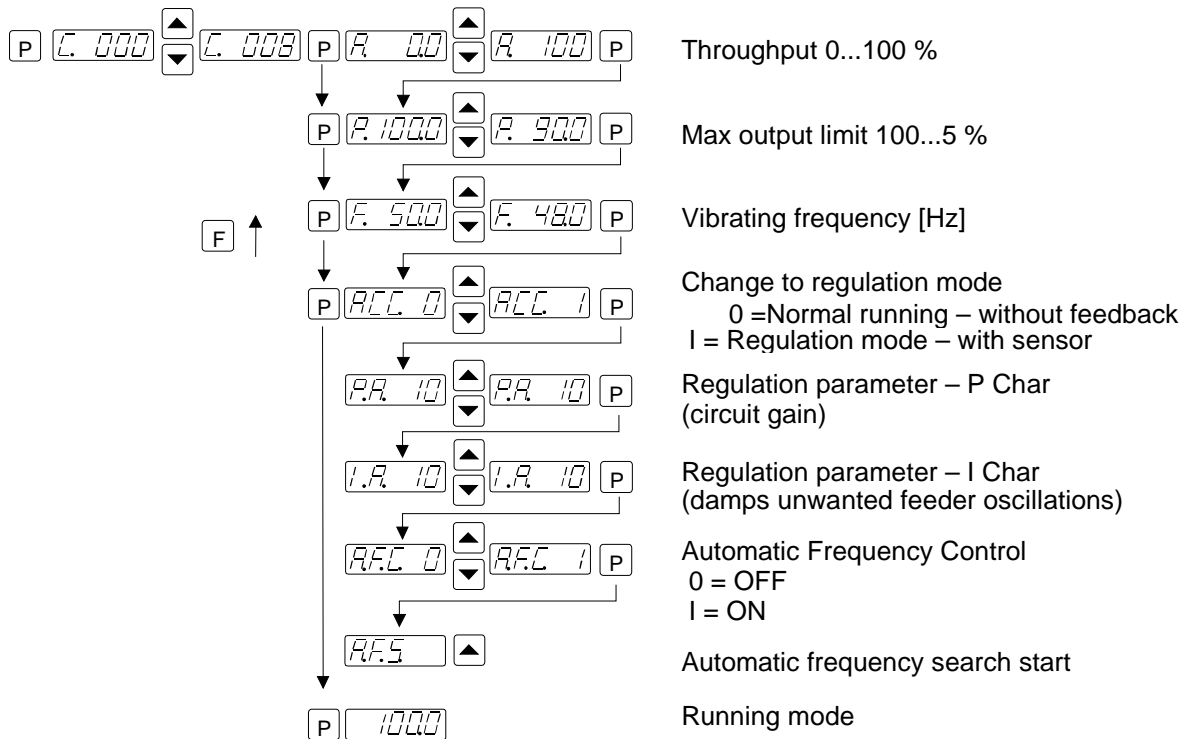 P C. 000 C. 008 P A. 0.0 A. 100 P Throughput 0...100 %
P P. 100.0 P. 90.0 P Max output limit 100...5 %
P F. 50.0 F. 48.0 P Vibrating frequency [Hz]
F
P ACC. 0 ACC. 1 P Change to regulation mode
0 =Normal running – without feedback
I = Regulation mode – with sensor
P.A. 10 P.A. 10 P Regulation parameter – P Char
(circuit gain)
I.A. 10 I.A. 10 P Regulation parameter – I Char
(damps unwanted feeder oscillations)
A.F.C. 0 A.F.C. 1 P Automatic Frequency Control
0 = OFF
I = ON
A.F.S. Automatic frequency search start
P 100.0 Running mode